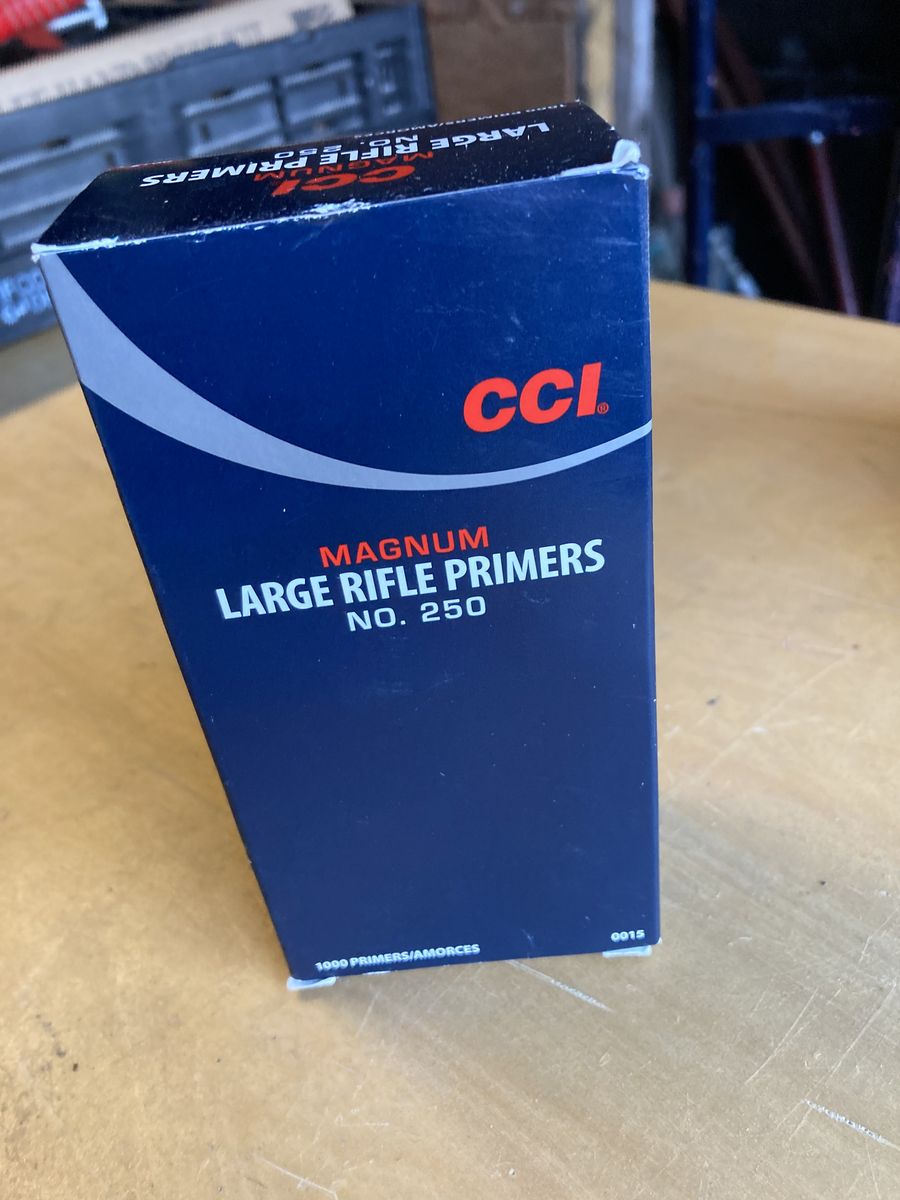 LARGE RIFLE PRIMERS
NO. 250
MAGNUM
CCI
CCI®
MAGNUM
LARGE RIFLE PRIMERS
NO. 250
1000 PRIMERS/AMORCES
0015